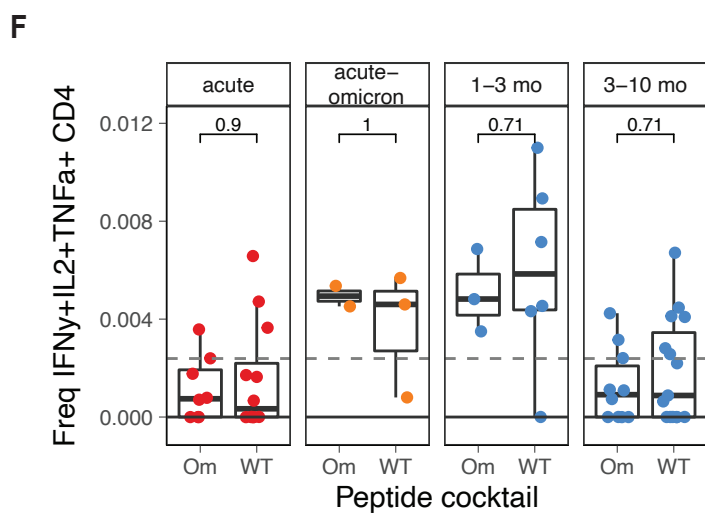 F
acute
acute–
omicron
1–3 mo
3–10 mo
Freq IFNy+IL2+TNFa+ CD4
0.012
0.008
0.004
0.000
0.9
1
0.71
0.71
Om WT Om WT Om WT Om WT
Peptide cocktail